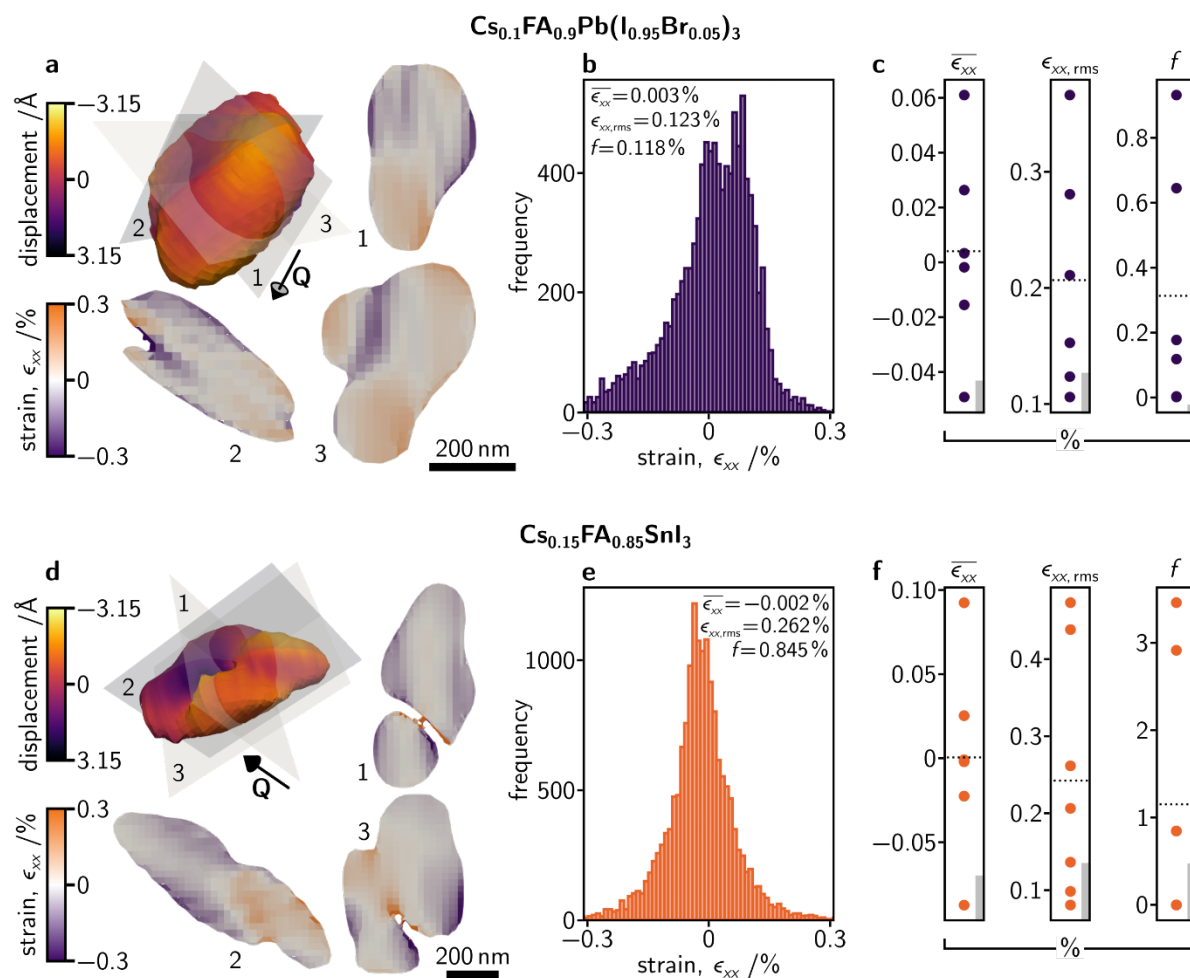 Cs0.1FA0.9Pb(I0.95Br0.05)3
a
displacement /Å
−3.15
0
3.15
2
3
1
Q
1
strain, ϵxx /%
0.3
0
−0.3
2
3
200 nm
b
ϵxx = 0.003 %
ϵxx,rms = 0.123 %
f = 0.118 %
frequency
400
200
0
−0.3
0
0.3
strain, ϵxx /%
c
ϵxx
0.06
0.04
0.02
0
−0.02
−0.04
ϵxx, rms
0.3
0.2
0.1
f
0.8
0.6
0.4
0.2
0
%
Cs0.15FA0.85SnI3
d
displacement /Å
−3.15
0
3.15
1
2
3
Q
1
strain, ϵxx /%
0.3
0
−0.3
2
3
200 nm
e
ϵxx = −0.002 %
ϵxx,rms = 0.262 %
f = 0.845 %
frequency
1000
500
0
−0.3
0
0.3
strain, ϵxx /%
f
ϵxx
0.10
0.05
0
−0.05
ϵxx, rms
0.4
0.3
0.2
0.1
f
3
2
1
0
%